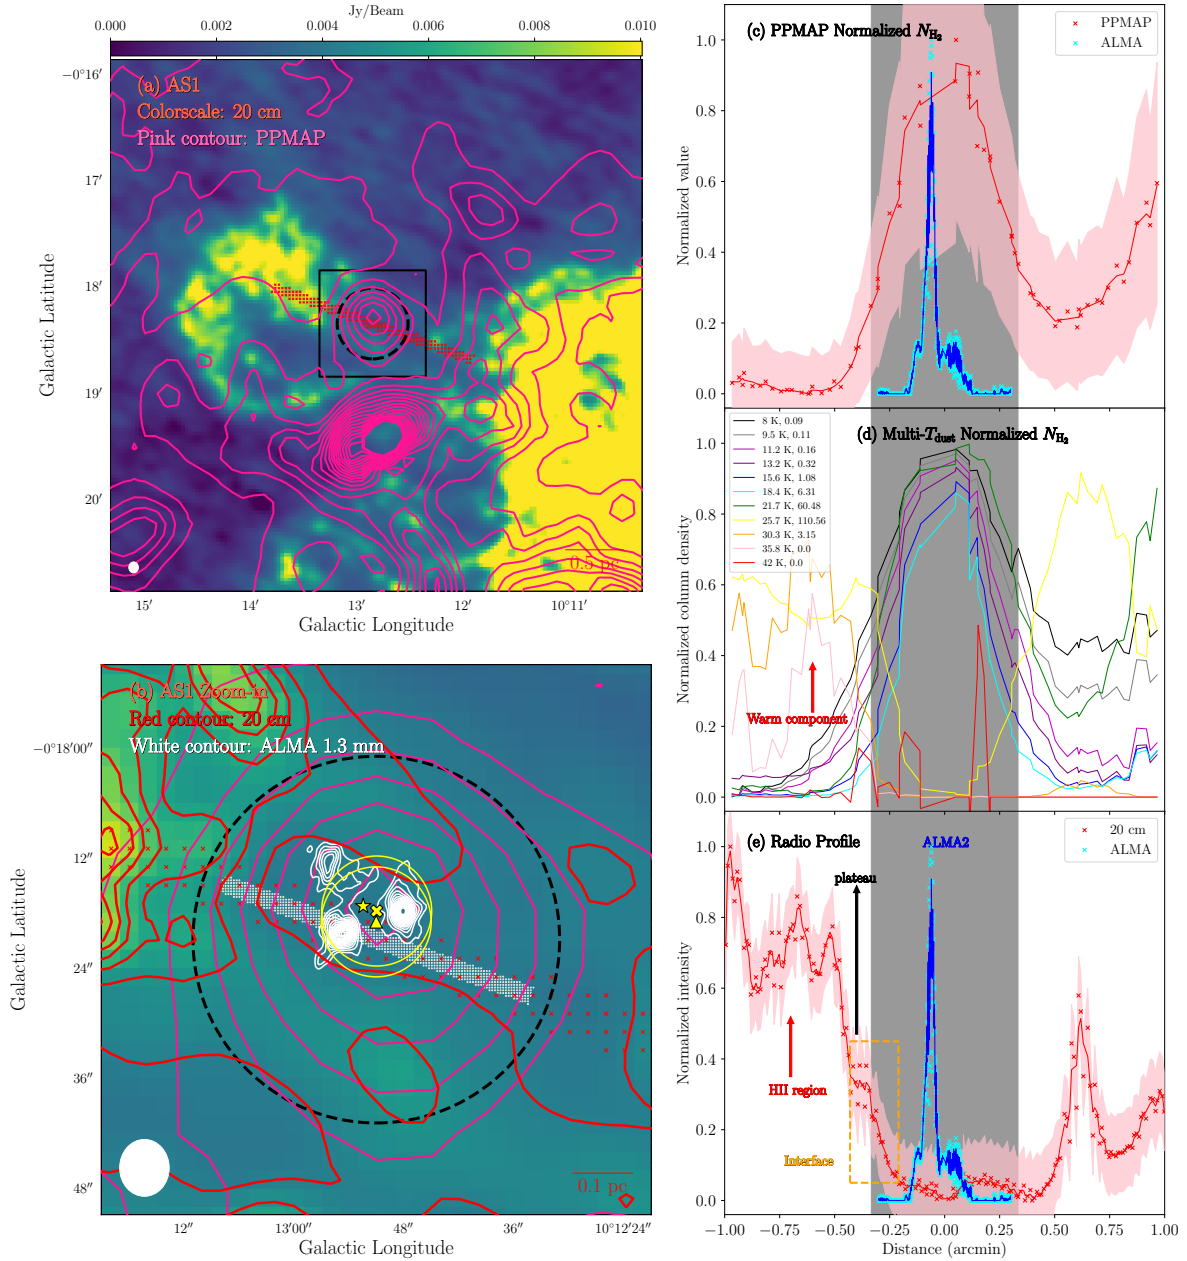 Jy/Beam
0.000 0.002 0.004 0.006 0.008 0.010
(a) AS1
Colorscale: 20 cm
Pink contour: PPMAP
−0°16′
17′
18′
19′
20′
Galactic Latitude
0.5 pc
15′ 14′ 13′ 12′ 10°11′
Galactic Longitude
(b) AS1 Zoom-in
Red contour: 20 cm
White contour: ALMA 1.3 mm
−0°18′00″
12″
24″
36″
48″
Galactic Latitude
0.1 pc
12″ 13′00″ 48″ 36″ 10°12′24″
Galactic Longitude
(c) PPMAP Normalized N_H₂
PPMAP
ALMA
1.0
0.8
0.6
0.4
0.2
0.0
Normalized value
(d) Multi-T_dust Normalized N_H₂
8 K, 0.09
9.5 K, 0.11
11.2 K, 0.16
13.2 K, 0.32
15.6 K, 1.08
18.4 K, 6.31
21.7 K, 60.48
25.7 K, 110.56
30.3 K, 3.15
35.8 K, 0.0
42 K, 0.0
Warm component
1.0
0.8
0.6
0.4
0.2
0.0
Normalized column density
(e) Radio Profile
ALMA2
20 cm
ALMA
plateau
HII region
Interface
1.0
0.8
0.6
0.4
0.2
0.0
Normalized intensity
−1.00 −0.75 −0.50 −0.25 0.00 0.25 0.50 0.75 1.00
Distance (arcmin)